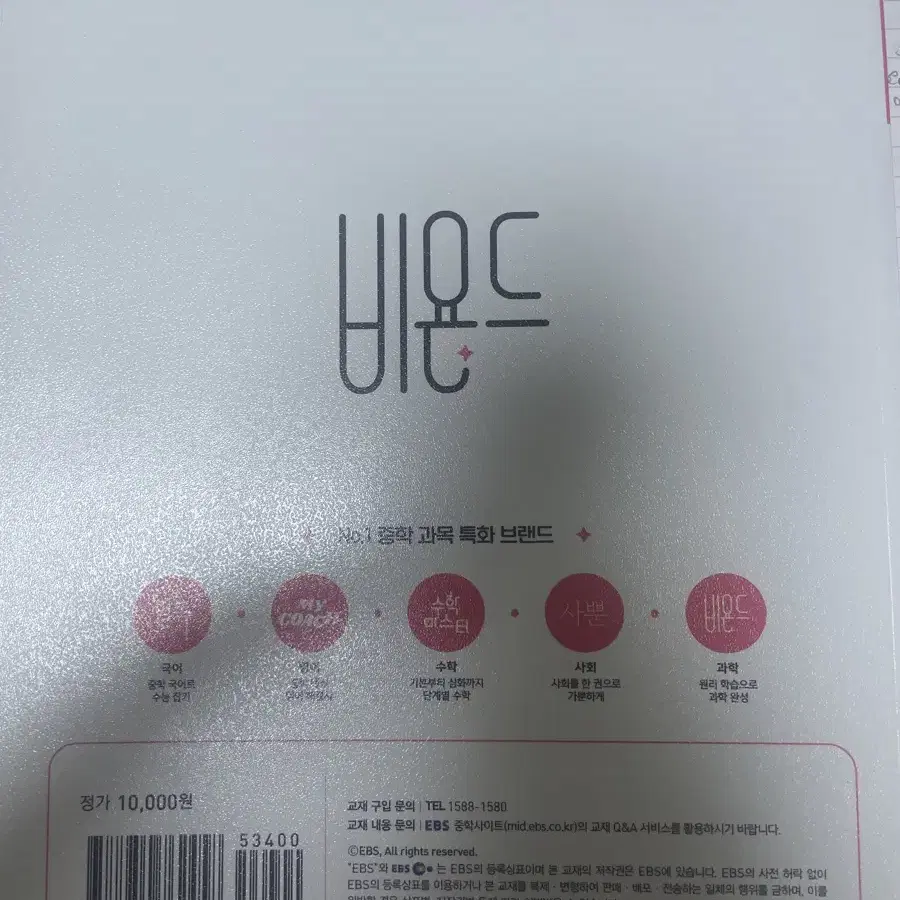 비욘드
No.1 중학 과목 특화 브랜드
MY COACH
수학 마스터
사뿐
비욘드
국어
중학 국어로
수능 잡기
영어
수학
기본부터 심화까지
단계별 수학
사회
사회를 한 권으로
가뿐하게
과학
원리 학습으로
과학 완성
정가 10,000원
53400
교재 구입 문의 | TEL 1588-1580
교재 내용 문의 | EBS 중학사이트(mid.ebs.co.kr)의 교재 Q&A 서비스를 활용하시기 바랍니다.
ⓒEBS, All rights reserved.
"EBS"와 EBS 는 EBS의 등록상표이며 본 교재의 저작권은 EBS에 있습니다. EBS의 사전 허락 없이
EBS의 등록상표를 이용하거나 본 교재를 복제·변형하여 판매·배포·전송하는 일체의 행위를 금하며, 이를